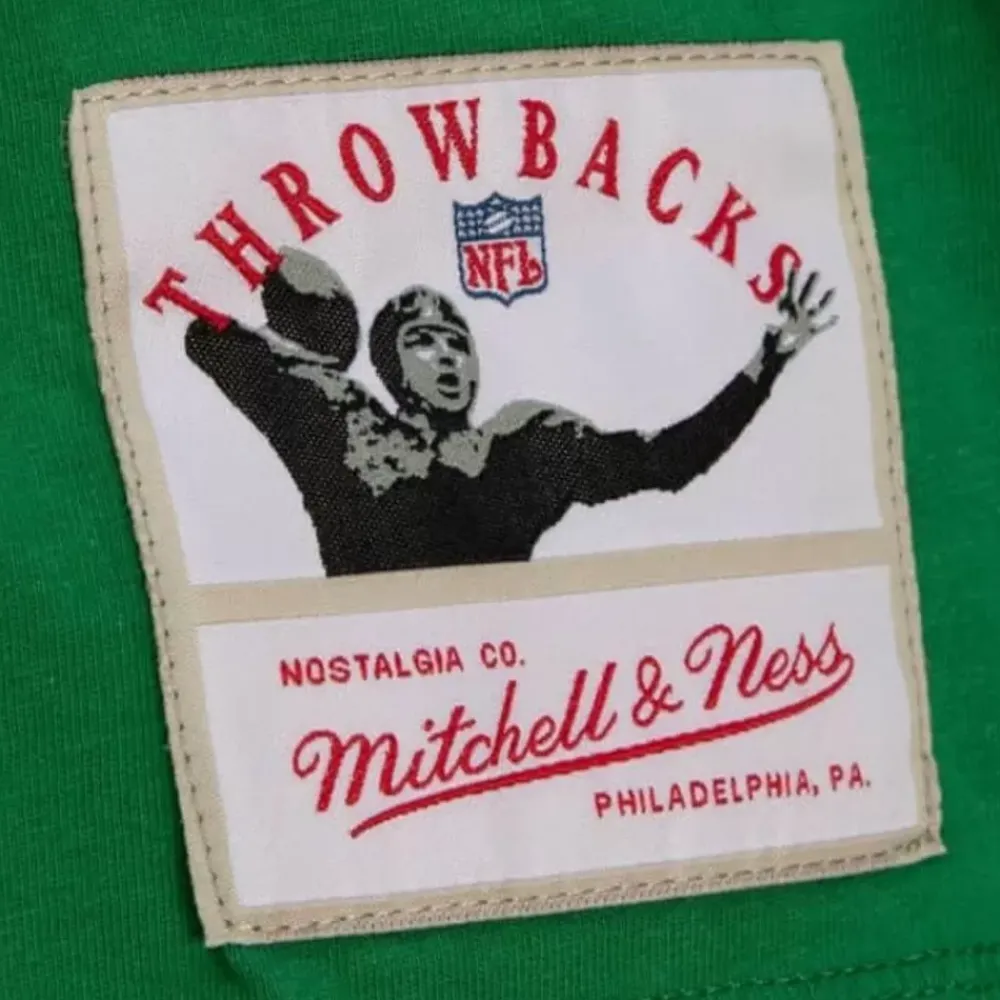 THROWBACKS
NFL
NOSTALGIA CO.
Mitchell & Ness
PHILADELPHIA, PA.